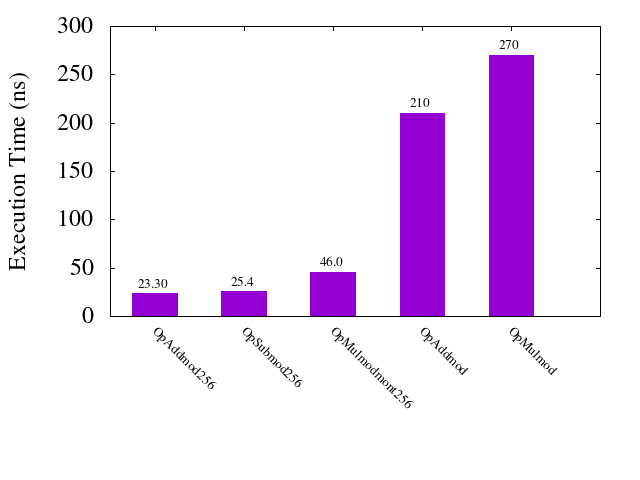 300
250
200
150
100
50
0
Execution Time (ns)
23.30
25.4
46.0
210
270
OpAddmod256
OpSubmod256
OpMulmodmont256
OpAddmod
OpMulmod